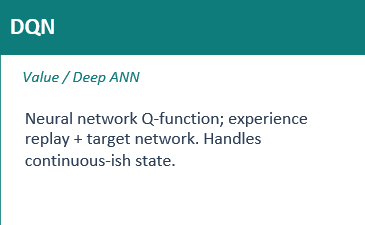 DQN
Value / Deep ANN
Neural network Q-function; experience
replay + target network. Handles
continuous-ish state.